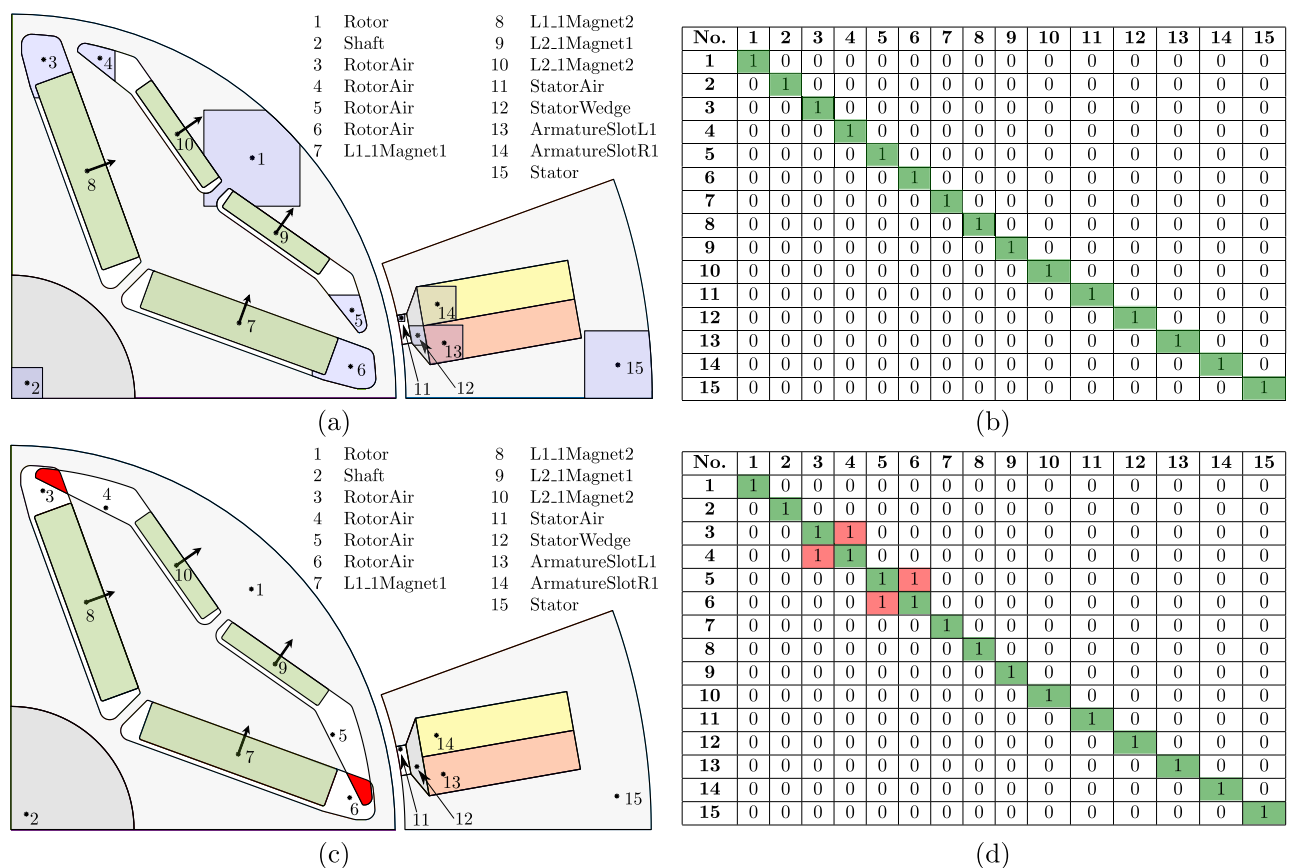 1 Rotor 8 L1_1Magnet2
2 Shaft 9 L2_1Magnet1
3 RotorAir 10 L2_1Magnet2
4 RotorAir 11 StatorAir
5 RotorAir 12 StatorWedge
6 RotorAir 13 ArmatureSlotL1
7 L1_1Magnet1 14 ArmatureSlotR1
15 Stator
3
4
10
1
8
9
5
7
6
2
14
13
11
12
15
(a)
No. 1 2 3 4 5 6 7 8 9 10 11 12 13 14 15
1 1 0 0 0 0 0 0 0 0 0 0 0 0 0 0
2 0 1 0 0 0 0 0 0 0 0 0 0 0 0 0
3 0 0 1 0 0 0 0 0 0 0 0 0 0 0 0
4 0 0 0 1 0 0 0 0 0 0 0 0 0 0 0
5 0 0 0 0 1 0 0 0 0 0 0 0 0 0 0
6 0 0 0 0 0 1 0 0 0 0 0 0 0 0 0
7 0 0 0 0 0 0 1 0 0 0 0 0 0 0 0
8 0 0 0 0 0 0 0 1 0 0 0 0 0 0 0
9 0 0 0 0 0 0 0 0 1 0 0 0 0 0 0
10 0 0 0 0 0 0 0 0 0 1 0 0 0 0 0
11 0 0 0 0 0 0 0 0 0 0 1 0 0 0 0
12 0 0 0 0 0 0 0 0 0 0 0 1 0 0 0
13 0 0 0 0 0 0 0 0 0 0 0 0 1 0 0
14 0 0 0 0 0 0 0 0 0 0 0 0 0 1 0
15 0 0 0 0 0 0 0 0 0 0 0 0 0 0 1
(b)
1 Rotor 8 L1_1Magnet2
2 Shaft 9 L2_1Magnet1
3 RotorAir 10 L2_1Magnet2
4 RotorAir 11 StatorAir
5 RotorAir 12 StatorWedge
6 RotorAir 13 ArmatureSlotL1
7 L1_1Magnet1 14 ArmatureSlotR1
15 Stator
3
4
10
1
8
9
5
7
6
2
14
13
11
12
15
(c)
No. 1 2 3 4 5 6 7 8 9 10 11 12 13 14 15
1 1 0 0 0 0 0 0 0 0 0 0 0 0 0 0
2 0 1 0 0 0 0 0 0 0 0 0 0 0 0 0
3 0 0 1 1 0 0 0 0 0 0 0 0 0 0 0
4 0 0 1 1 0 0 0 0 0 0 0 0 0 0 0
5 0 0 0 0 1 1 0 0 0 0 0 0 0 0 0
6 0 0 0 0 1 1 0 0 0 0 0 0 0 0 0
7 0 0 0 0 0 0 1 0 0 0 0 0 0 0 0
8 0 0 0 0 0 0 0 1 0 0 0 0 0 0 0
9 0 0 0 0 0 0 0 0 1 0 0 0 0 0 0
10 0 0 0 0 0 0 0 0 0 1 0 0 0 0 0
11 0 0 0 0 0 0 0 0 0 0 1 0 0 0 0
12 0 0 0 0 0 0 0 0 0 0 0 1 0 0 0
13 0 0 0 0 0 0 0 0 0 0 0 0 1 0 0
14 0 0 0 0 0 0 0 0 0 0 0 0 0 1 0
15 0 0 0 0 0 0 0 0 0 0 0 0 0 0 1
(d)